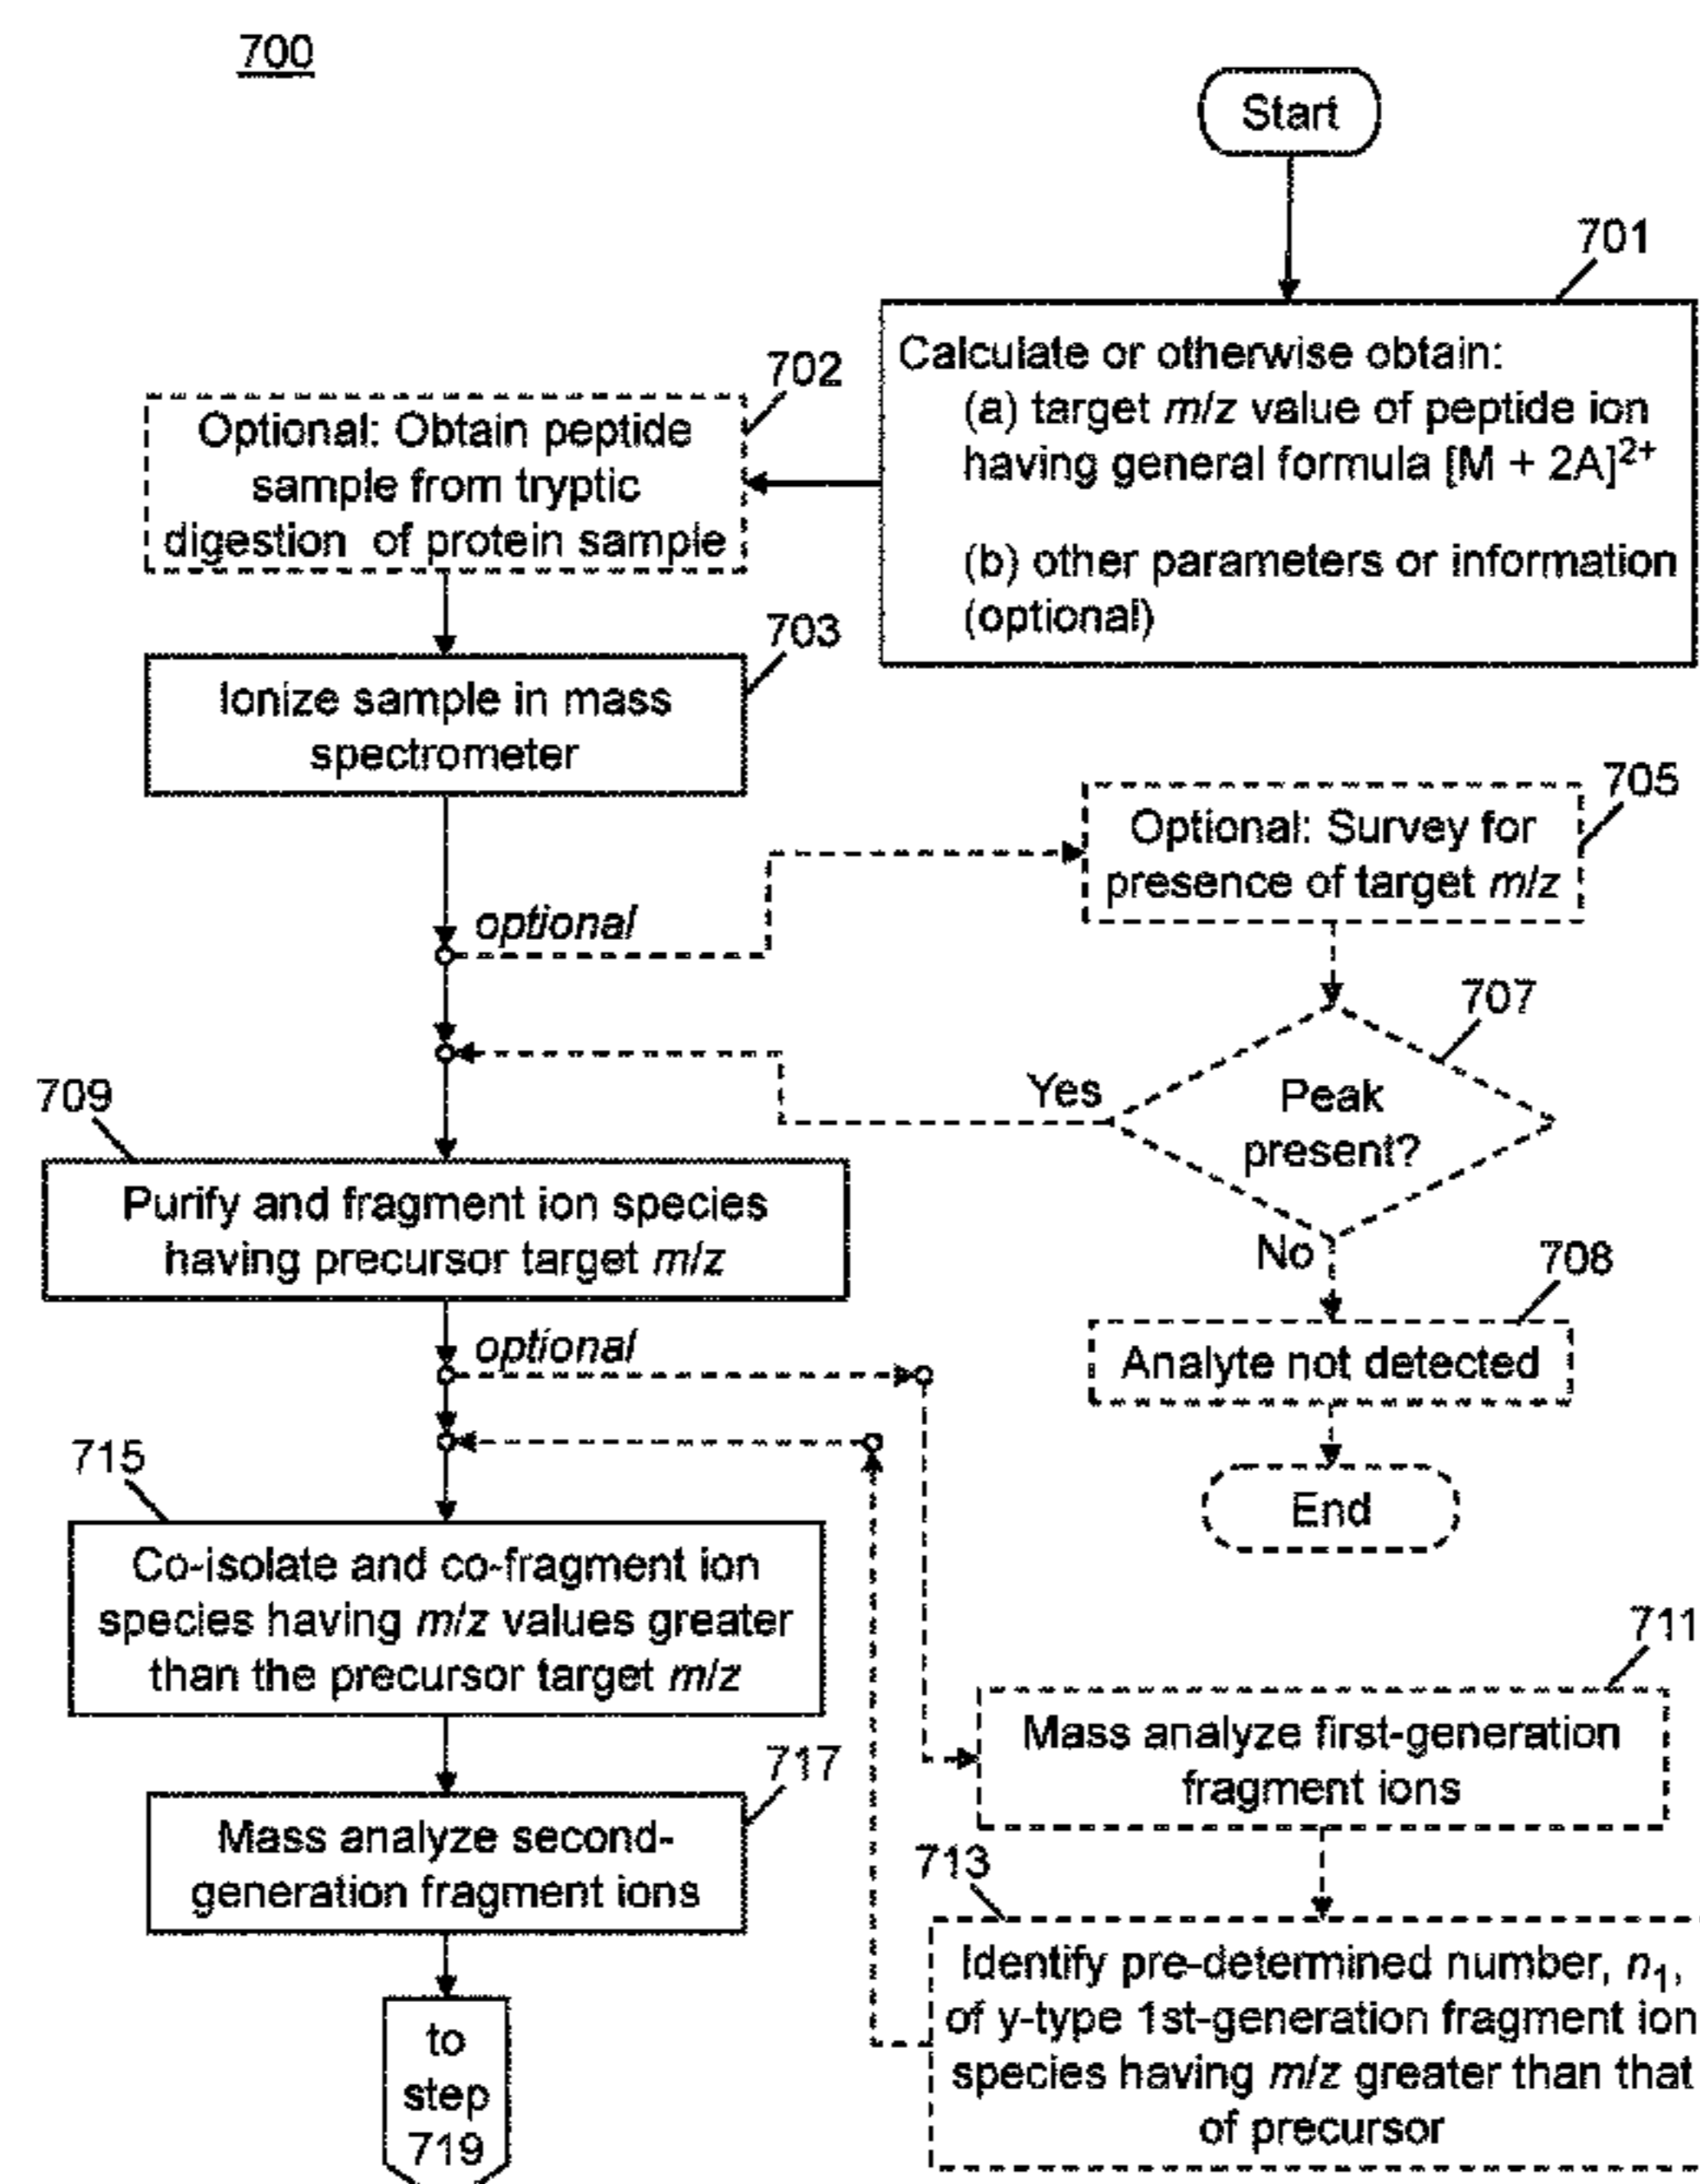 700
Start
701
Calculate or otherwise obtain:
(a) target m/z value of peptide ion
having general formula [M + 2A]2+
(b) other parameters or information
(optional)
702
Optional: Obtain peptide
sample from tryptic
digestion of protein sample
703
Ionize sample in mass
spectrometer
optional
705
Optional: Survey for
presence of target m/z
707
Peak
present?
Yes
No
708
Analyte not detected
End
709
Purify and fragment ion species
having precursor target m/z
optional
711
Mass analyze first-generation
fragment ions
713
Identify pre-determined number, n1,
of y-type 1st-generation fragment ion
species having m/z greater than that
of precursor
715
Co-isolate and co-fragment ion
species having m/z values greater
than the precursor target m/z
717
Mass analyze second-
generation fragment ions
to
step
719